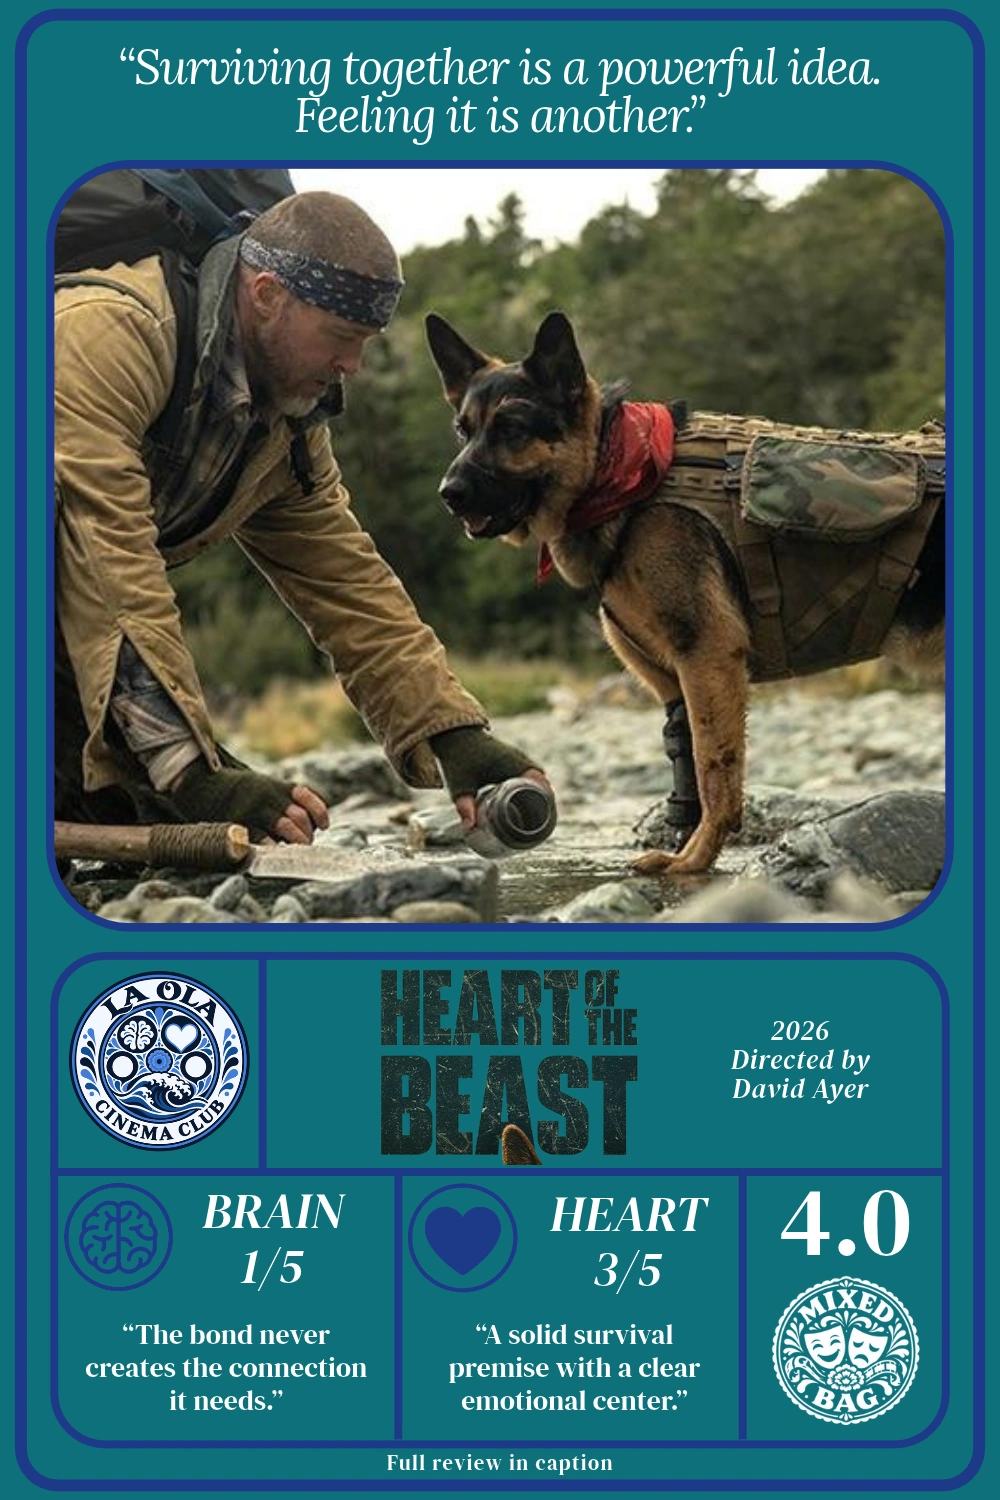 “Surviving together is a powerful idea.
Feeling it is another.”
LA OLA
CINEMA CLUB
HEART OF
THE
BEAST
2026
Directed by
David Ayer
BRAIN
1/5
“The bond never
creates the connection
it needs.”
HEART
3/5
“A solid survival
premise with a clear
emotional center.”
4.0
MIXED
BAG
Full review in caption